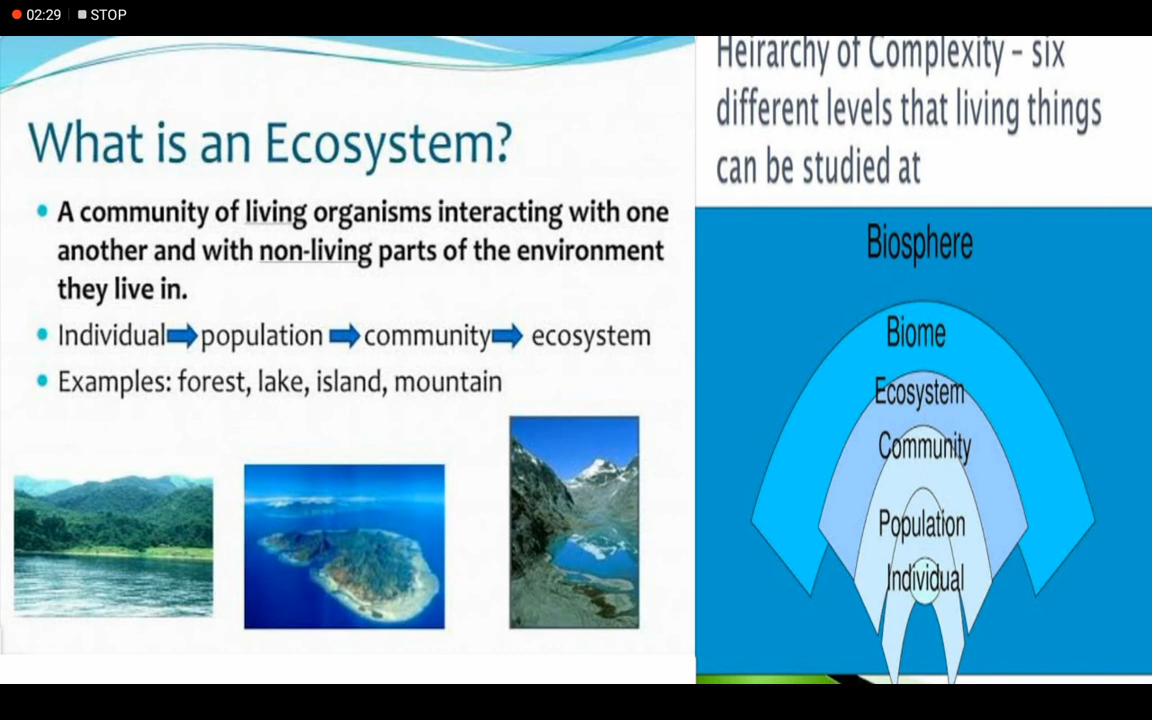 02:29 STOP
What is an Ecosystem?
• A community of living organisms interacting with one
another and with non-living parts of the environment
they live in.
• Individual population community ecosystem
• Examples: forest, lake, island, mountain
Heirarchy of Complexity – six
different levels that living things
can be studied at
Biosphere
Biome
Ecosystem
Community
Population
Individual